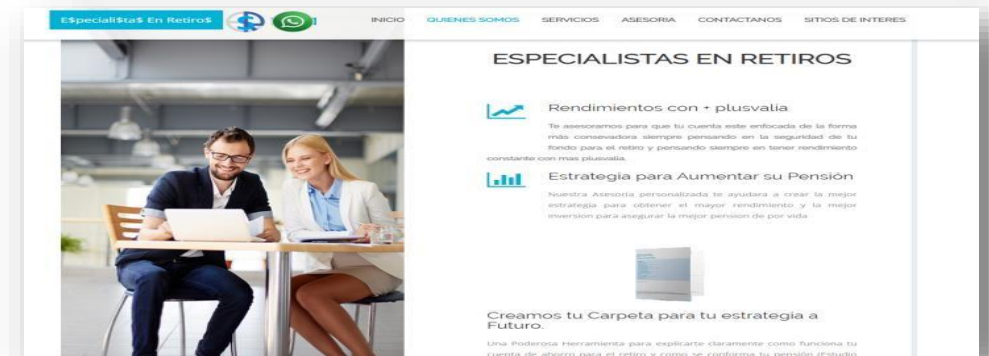 E$peciali$ta$ En Retiro$
INICIO QUIENES SOMOS SERVICIOS ASESORIA CONTACTANOS SITIOS DE INTERES
ESPECIALISTAS EN RETIROS
Rendimientos con + plusvalia
Te asesoramos para que tu cuenta este enfocada de la forma
más consevadora siempre pensando en la seguridad de tu
fondo para el retiro y pensando siempre en tener rendimiento
constante con mas plusvalia.
Estrategia para Aumentar su Pensión
Nuestra Asesoria personalizada te ayudara a crear la mejor
estrategia para obtener el mayor rendimiento y la mejor
inversion para asegurar la mejor pension de por vida
Creamos tu Carpeta para tu estrategia a
Futuro.
Una Poderosa Herramienta para explicarte claramente como funciona tu
cuenta de ahorro para el retiro y como se conforma tu pensión (Estudio